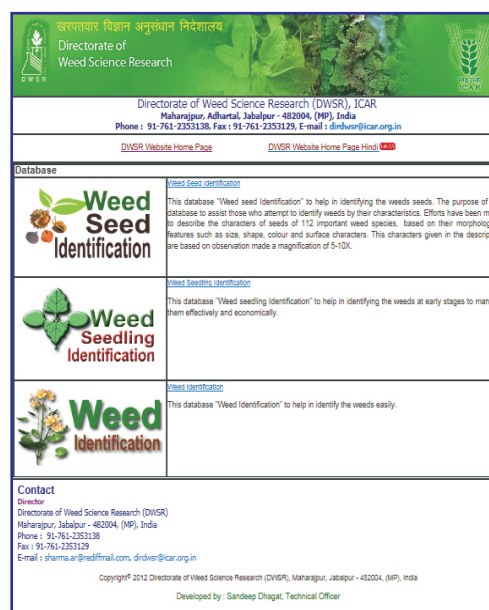 खरपतवार विज्ञान अनुसंधान निदेशालय
Directorate of
Weed Science Research
DWSR
ICAR
Directorate of Weed Science Research (DWSR), ICAR
Maharajpur, Adhartal, Jabalpur - 482004, (MP), India
Phone : 91-761-2353138, Fax : 91-761-2353129, E-mail : dirdwsr@icar.org.in
DWSR Website Home Page
DWSR Website Home Page Hindi
Database
Weed Seed Identification
Weed Seed Identification
This database "Weed seed Identification" to help in identifying the weeds seeds. The purpose of
database to assist those who attempt to identify weeds by their characteristics. Efforts have been m
to describe the characters of seeds of 112 important weed species, based on their morpholog
features such as size, shape, colour and surface characters. This characters given in the descrip
are based on observation made a magnification of 5-10X.
Weed Seedling Identification
Weed Seedling Identification
This database "Weed seedling Identification" to help in identifying the weeds at early stages to man
them effectively and economically.
Weed Identification
Weed Identification
This database "Weed Identification" to help in identify the weeds easily.
Contact
Director
Directorate of Weed Science Research (DWSR)
Maharajpur, Jabalpur - 482004, (MP), India
Phone : 91-761-2353138
Fax : 91-761-2353129
E-mail : sharma.ar@rediffmail.com, dirdwsr@icar.org.in
Copyright© 2012 Directorate of Weed Science Research (DWSR), Maharajpur, Jabalpur - 482004, (MP), India
Developed by : Sandeep Dhagat, Technical Officer